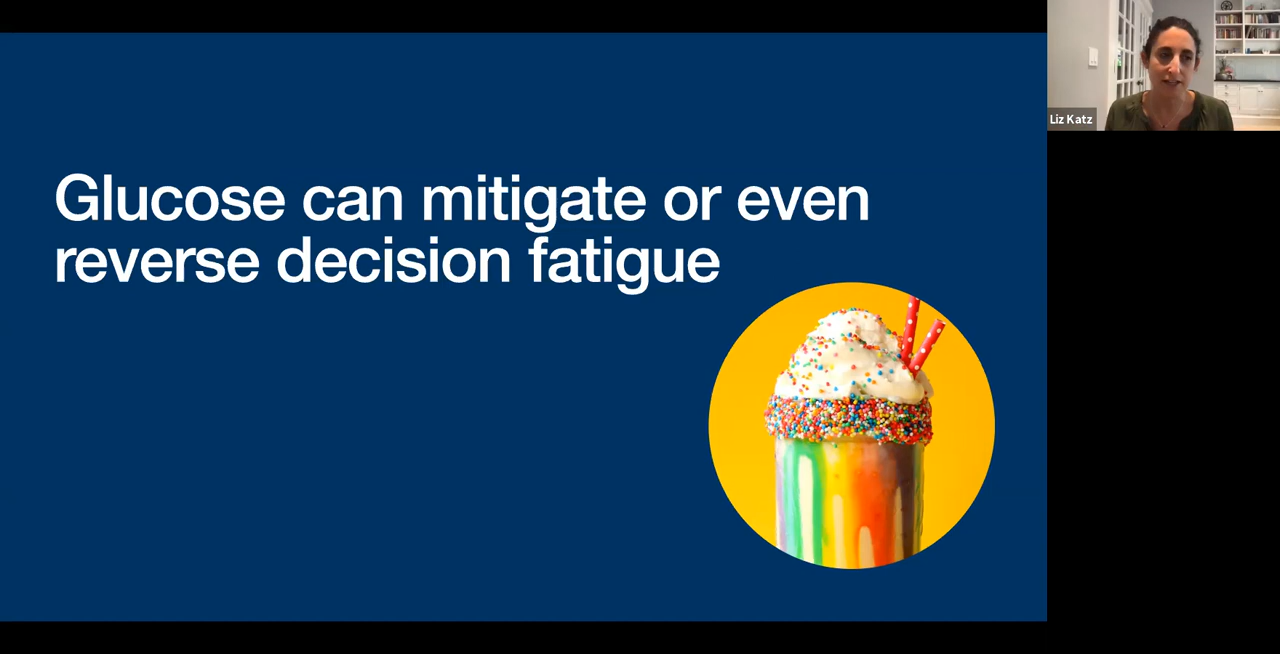 Glucose can mitigate or even
reverse decision fatigue
Liz Katz